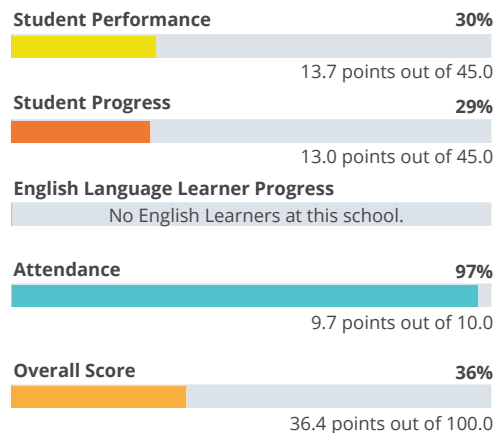 Student Performance 30%
13.7 points out of 45.0
Student Progress 29%
13.0 points out of 45.0
English Language Learner Progress
No English Learners at this school.
Attendance 97%
9.7 points out of 10.0
Overall Score 36%
36.4 points out of 100.0